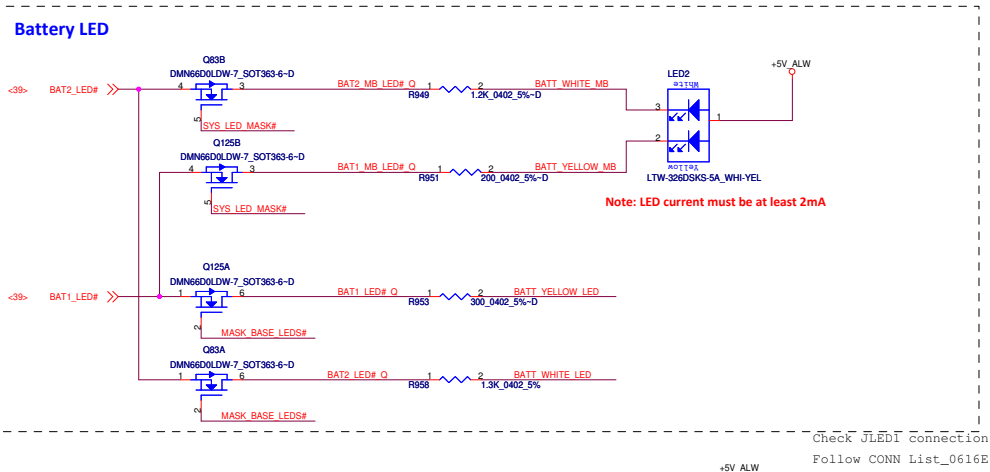 Battery LED
Q83B
DMN66D0LDW-7_SOT363-6~D
+5V_ALW
LED2
White
<39> BAT2_LED# 4 3 BAT2_MB_LED#_Q 1 2 BATT_WHITE_MB
R949 1.2K_0402_5%~D
3
1
5
SYS_LED_MASK#
Q125B
2
DMN66D0LDW-7_SOT363-6~D
Yellow
4 3 BAT1_MB_LED#_Q 1 2 BATT_YELLOW_MB
R951 200_0402_5%~D
LTW-326DSKS-5A_WHI-YEL
5
SYS_LED_MASK#
Note: LED current must be at least 2mA
Q125A
DMN66D0LDW-7_SOT363-6~D
<39> BAT1_LED# 1 6 BAT1_LED#_Q 1 2 BATT_YELLOW_LED
R953 300_0402_5%~D
2
MASK_BASE_LEDS#
Q83A
DMN66D0LDW-7_SOT363-6~D
1 6 BAT2_LED#_Q 1 2 BATT_WHITE_LED
R958 1.3K_0402_5%
2
MASK_BASE_LEDS#
Check JLED1 connection
Follow CONN List_0616E
+5V_ALW